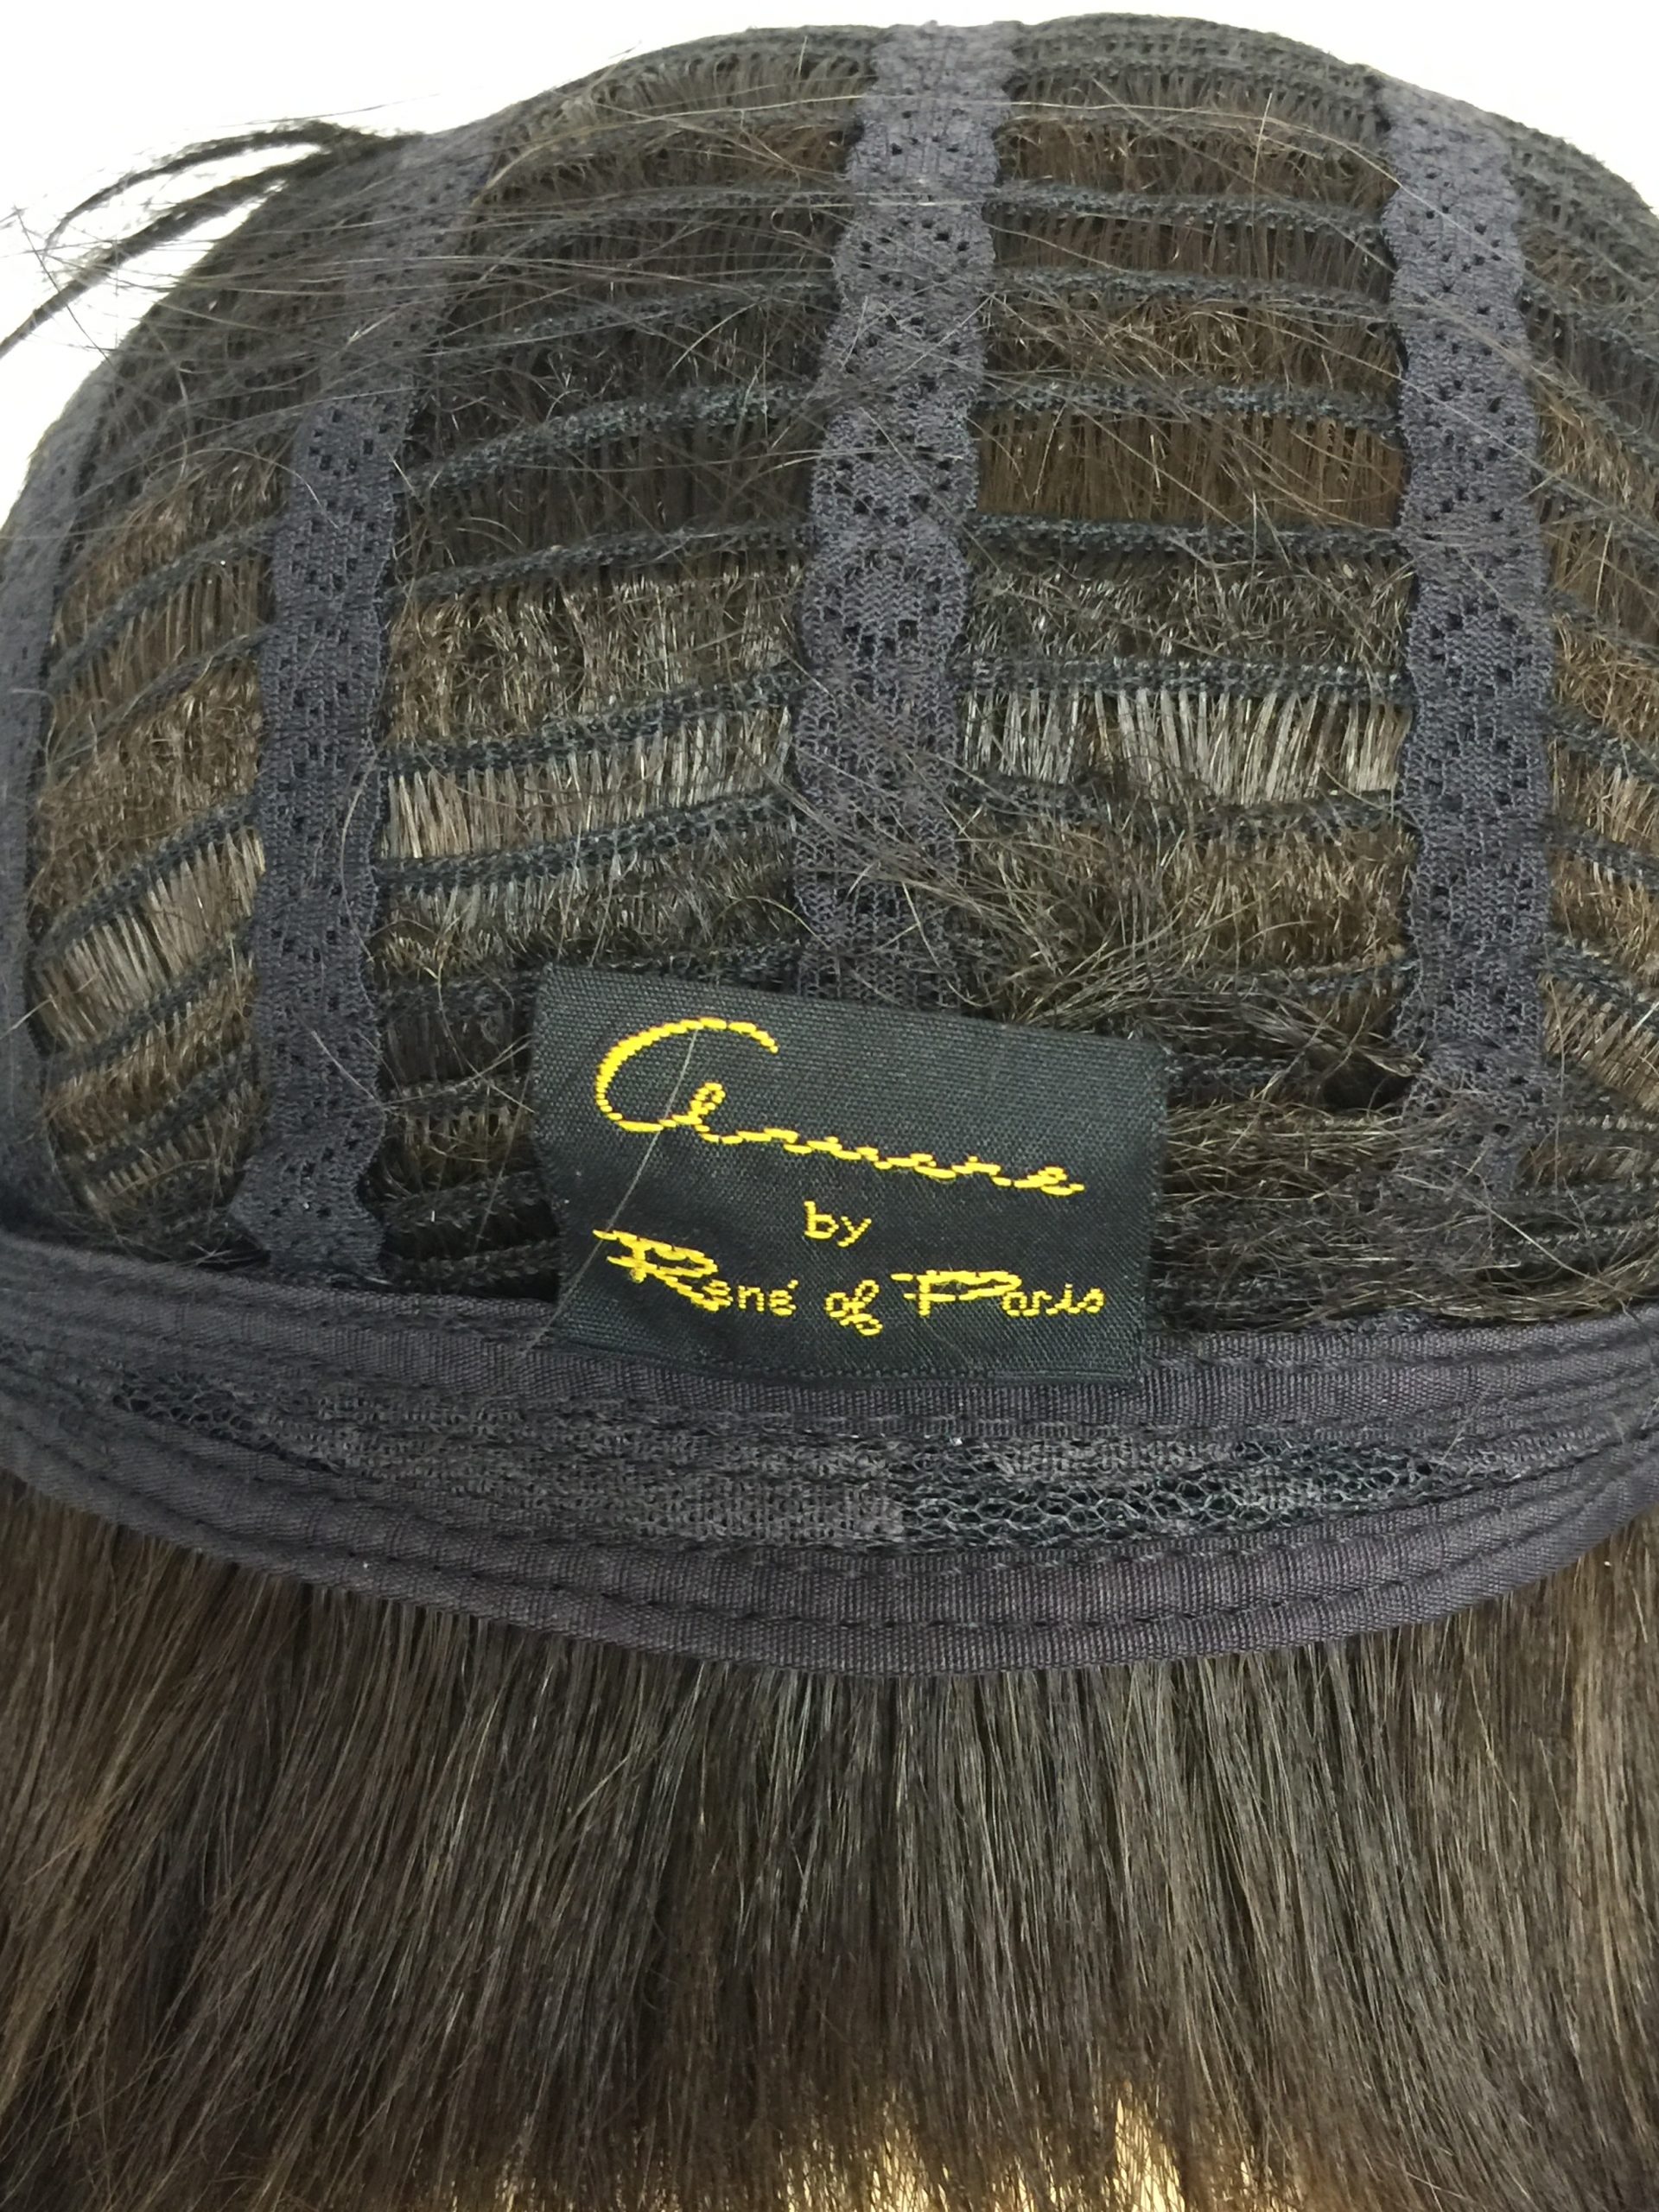 Amore
by
René of Paris